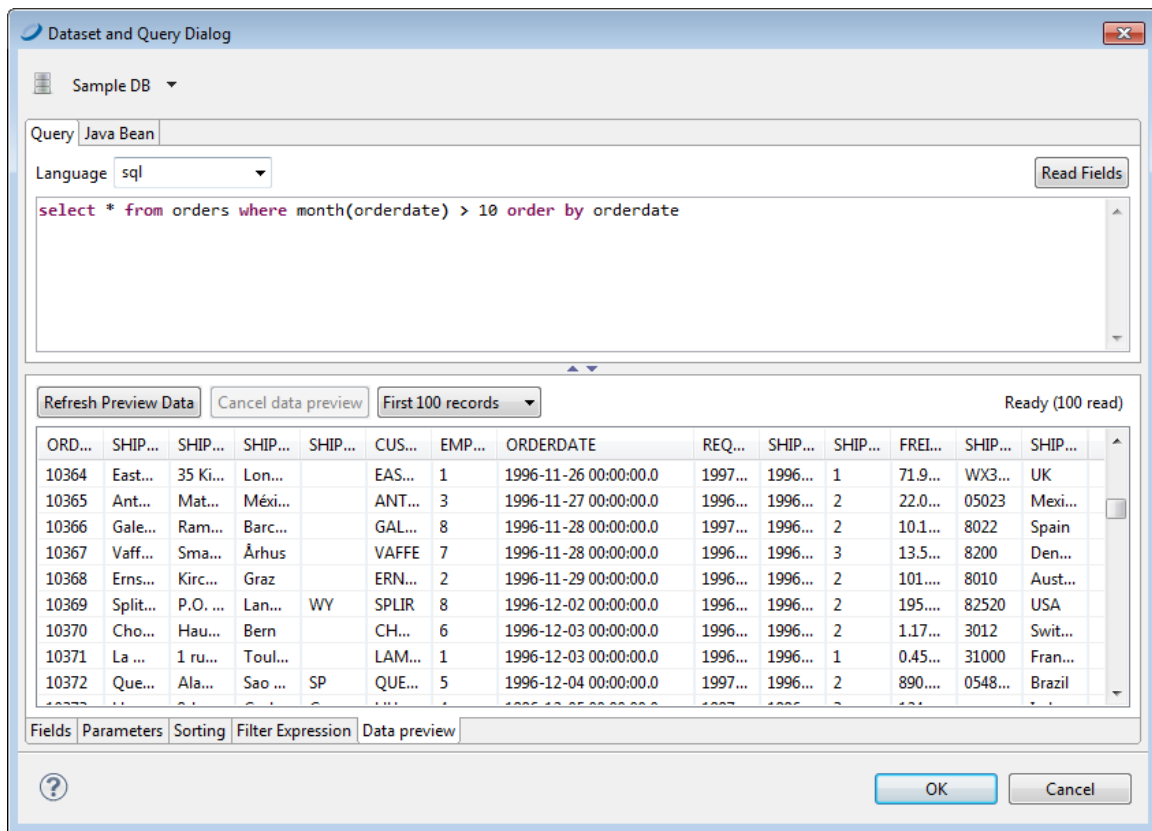 Dataset and Query Dialog
Sample DB
Query Java Bean
Language sql Read Fields
select * from orders where month(orderdate) > 10 order by orderdate
Refresh Preview Data Cancel data preview First 100 records Ready (100 read)
ORD... SHIP... SHIP... SHIP... SHIP... CUS... EMP... ORDERDATE REQ... SHIP... SHIP... FREI... SHIP... SHIP...
10364 East... 35 Ki... Lon... EAS... 1 1996-11-26 00:00:00.0 1997... 1996... 1 71.9... WX3... UK
10365 Ant... Mat... Méxi... ANT... 3 1996-11-27 00:00:00.0 1996... 1996... 2 22.0... 05023 Mexi...
10366 Gale... Ram... Barc... GAL... 8 1996-11-28 00:00:00.0 1997... 1996... 2 10.1... 8022 Spain
10367 Vaff... Sma... Århus VAFFE 7 1996-11-28 00:00:00.0 1996... 1996... 3 13.5... 8200 Den...
10368 Erns... Kirc... Graz ERN... 2 1996-11-29 00:00:00.0 1996... 1996... 2 101.... 8010 Aust...
10369 Split... P.O. ... Lan... WY SPLIR 8 1996-12-02 00:00:00.0 1996... 1996... 2 195.... 82520 USA
10370 Cho... Hau... Bern CH... 6 1996-12-03 00:00:00.0 1996... 1996... 2 1.17... 3012 Swit...
10371 La ... 1 ru... Toul... LAM... 1 1996-12-03 00:00:00.0 1996... 1996... 1 0.45... 31000 Fran...
10372 Que... Ala... Sao ... SP QUE... 5 1996-12-04 00:00:00.0 1997... 1996... 2 890.... 0548... Brazil
Fields Parameters Sorting Filter Expression Data preview
OK Cancel